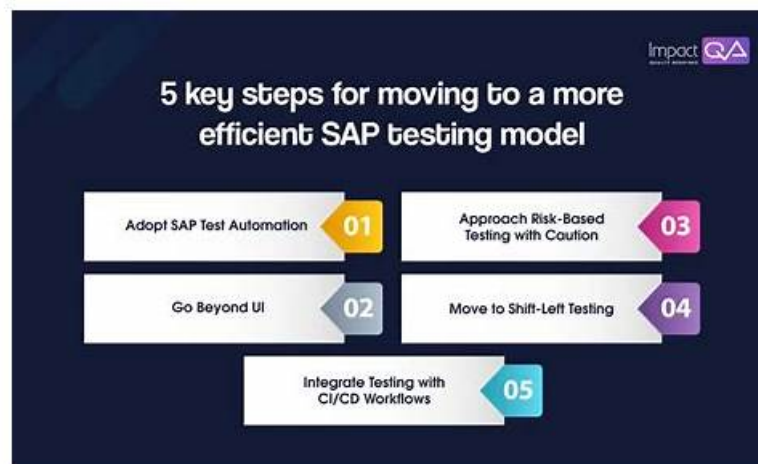 Impact QA
QUALITY REDEFINED
5 key steps for moving to a more
efficient SAP testing model
Adopt SAP Test Automation
01
Go Beyond UI
02
Approach Risk-Based
Testing with Caution
03
Move to Shift-Left Testing
04
Integrate Testing with
CI/CD Workflows
05